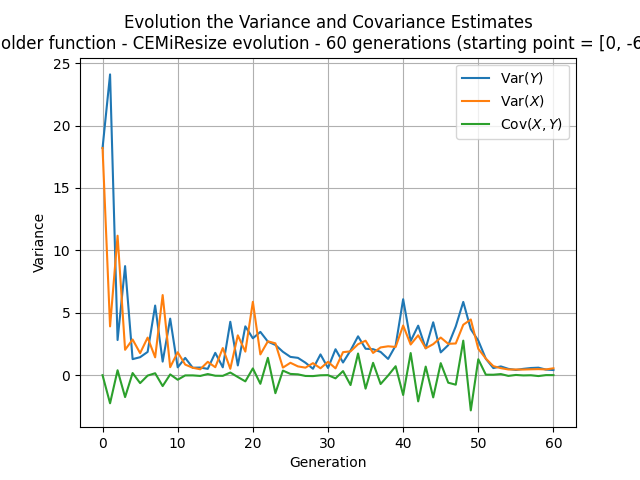 Evolution the Variance and Covariance Estimates
older function - CEMiResize evolution - 60 generations (starting point = [0, -6
25
20
15
10
5
0
Variance
Var(Y)
Var(X)
Cov(X, Y)
0 10 20 30 40 50 60
Generation